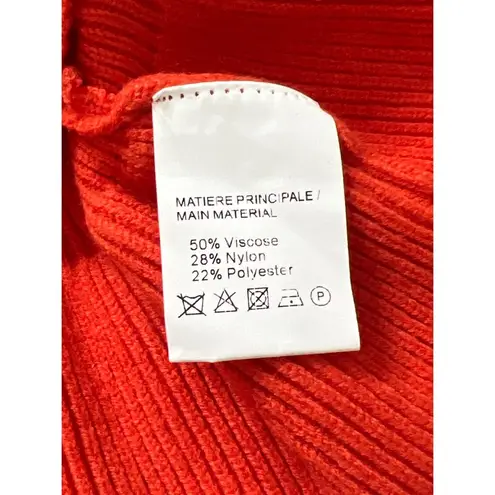 MATIERE PRINCIPALE /
MAIN MATERIAL
50% Viscose
28% Nylon
22% Polyester
P